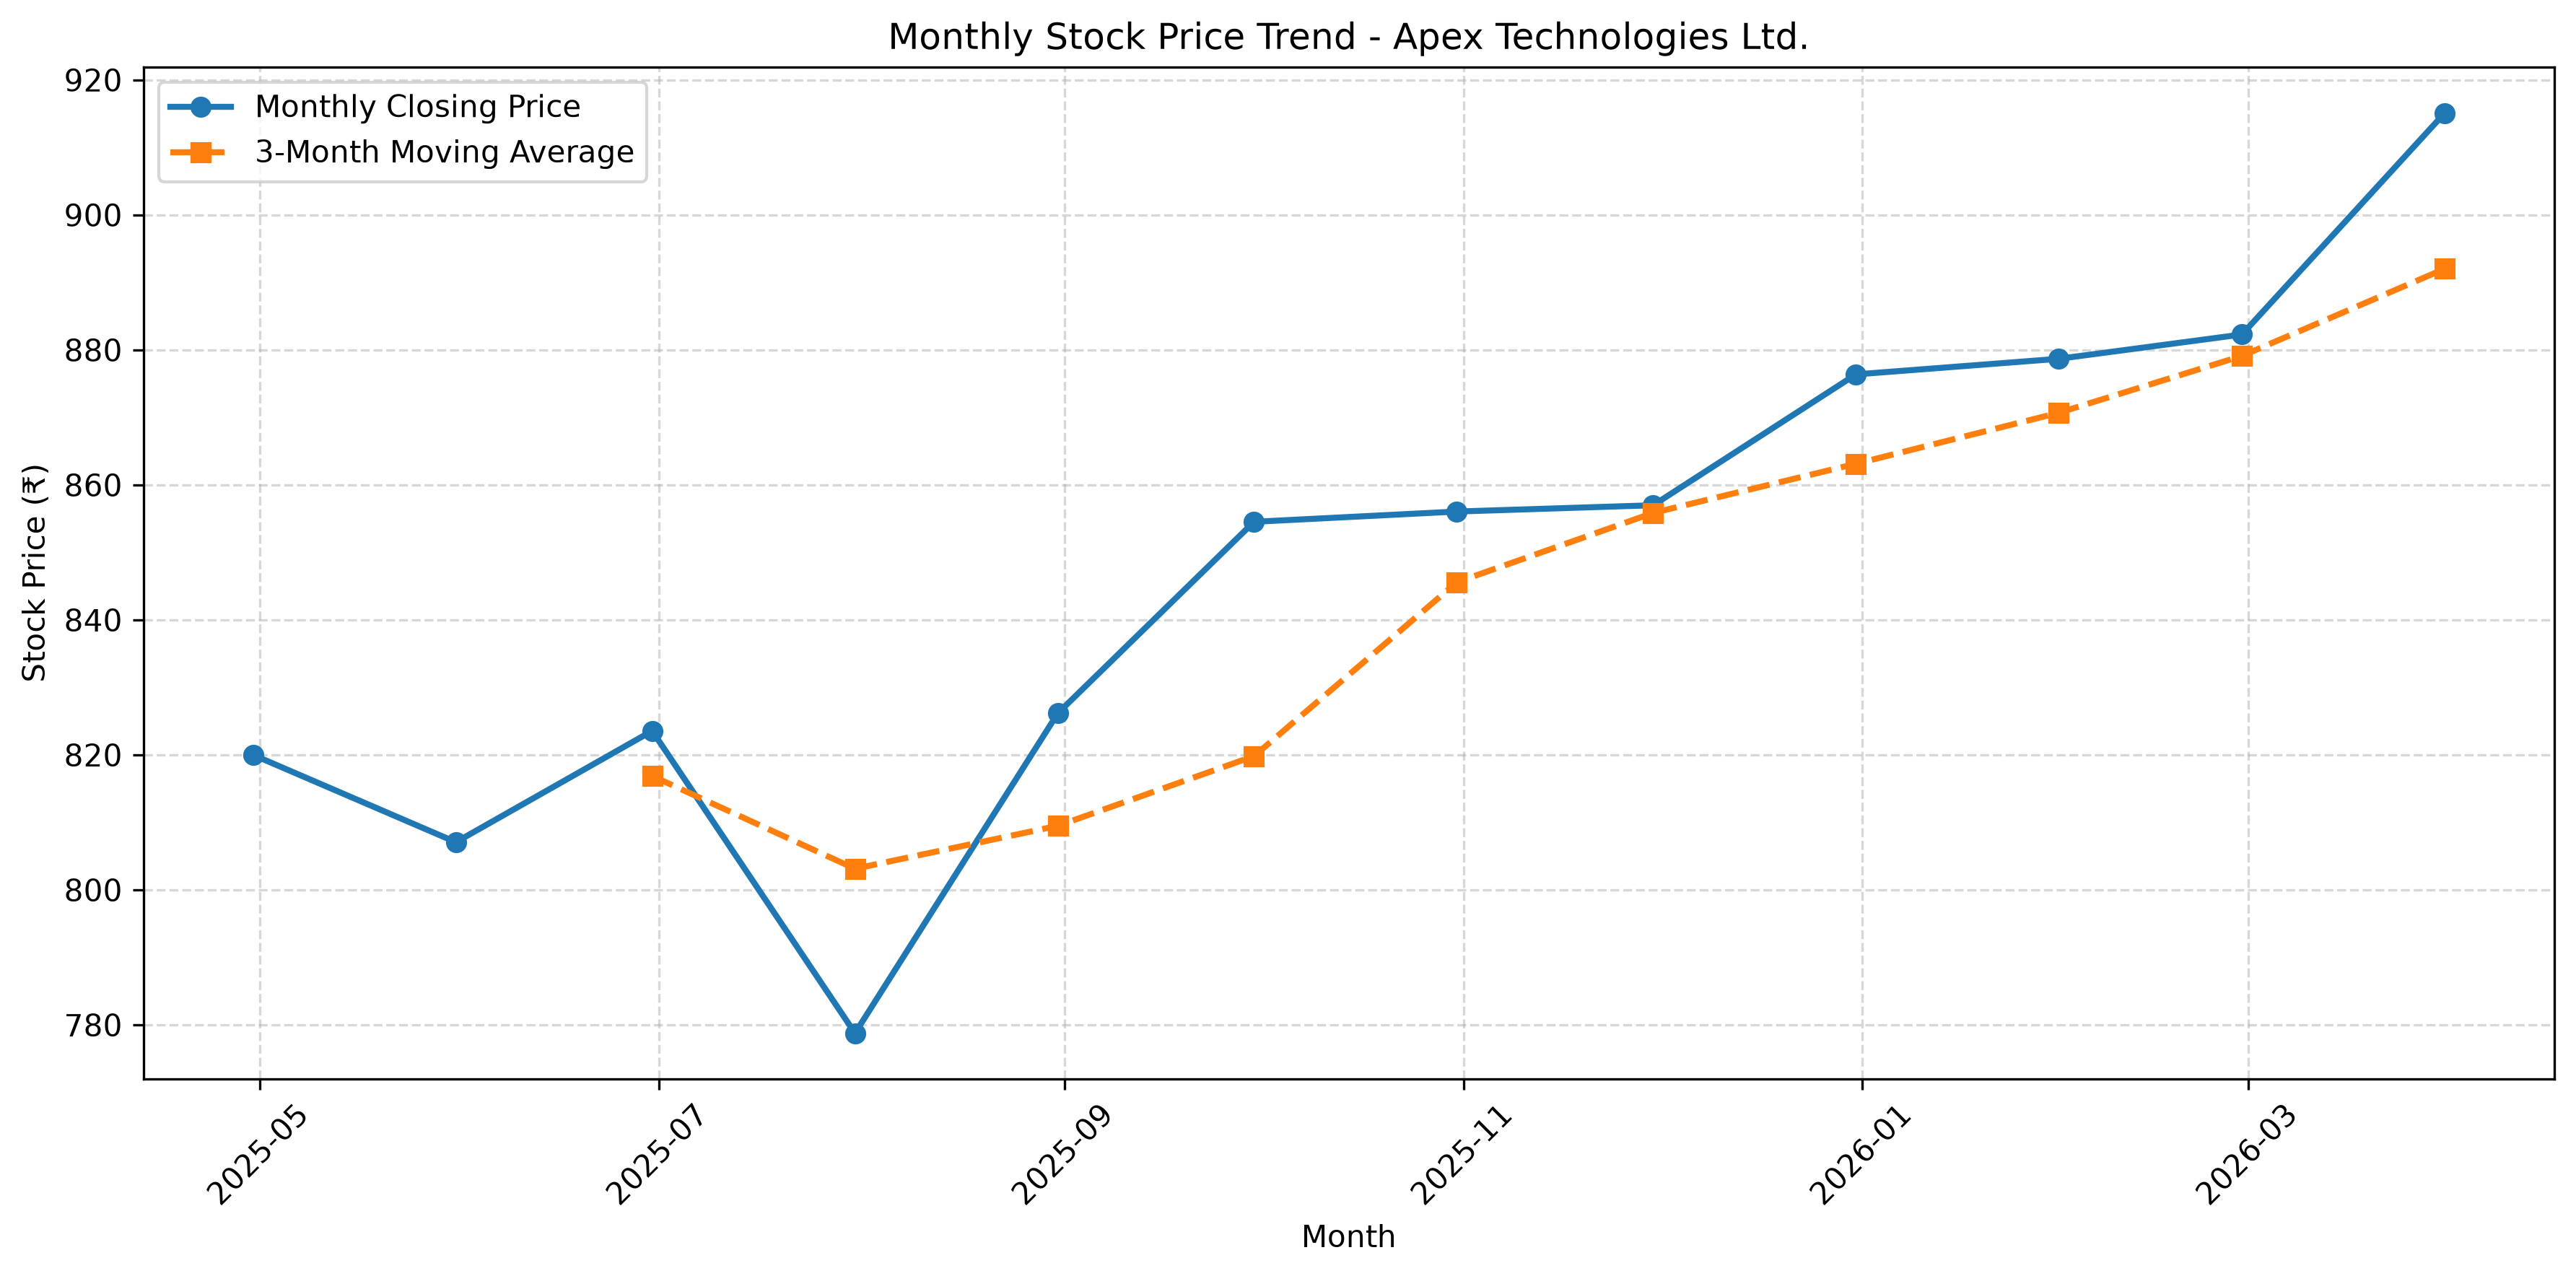 Monthly Stock Price Trend - Apex Technologies Ltd.
Monthly Closing Price
3-Month Moving Average
Stock Price (₹)
920
900
880
860
840
820
800
780
2025-05
2025-07
2025-09
2025-11
2026-01
2026-03
Month